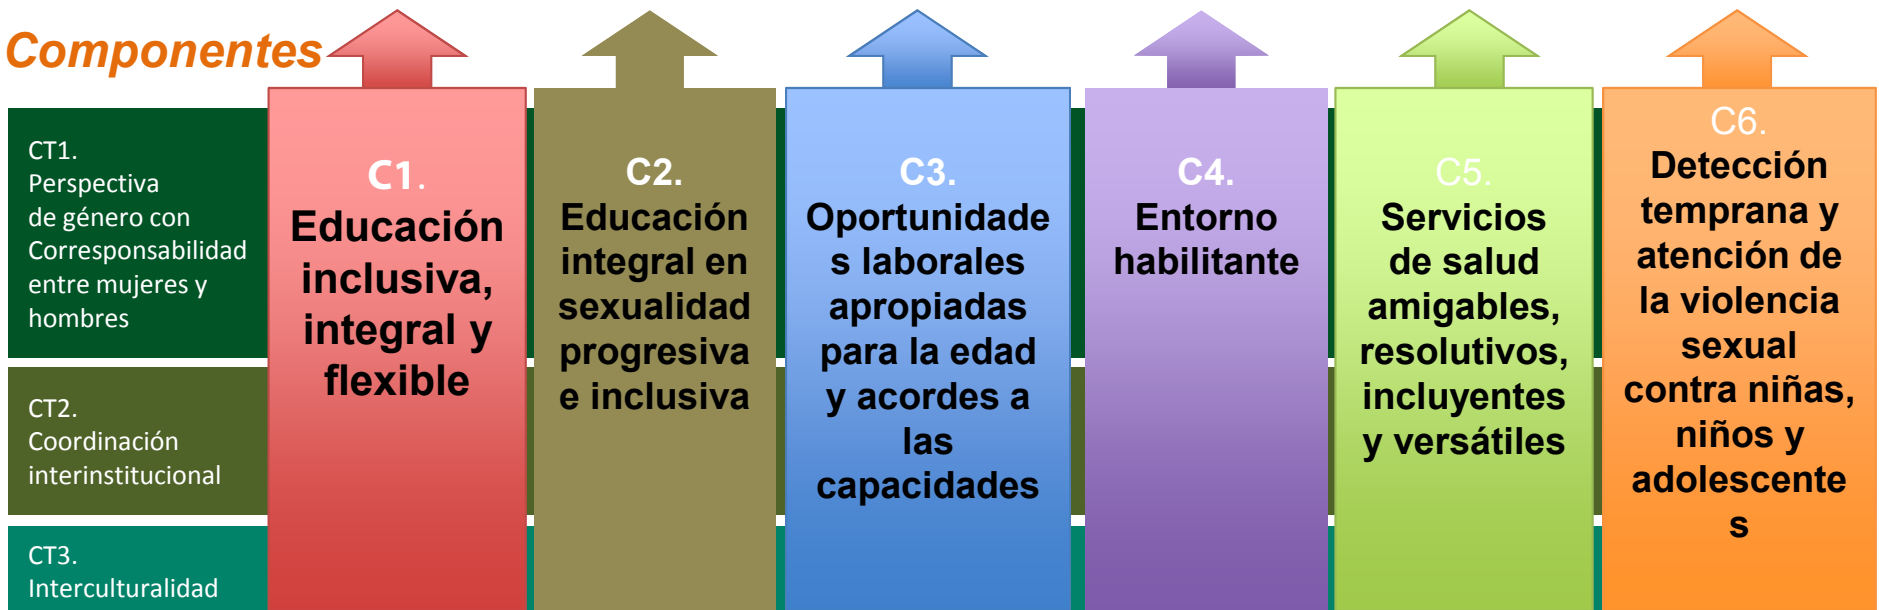 Componentes
CT1.
Perspectiva
de género con
Corresponsabilidad
entre mujeres y
hombres
CT2.
Coordinación
interinstitucional
CT3.
Interculturalidad
C1.
Educación
inclusiva,
integral y
flexible
C2.
Educación
integral en
sexualidad
progresiva
e inclusiva
C3.
Oportunidade
s laborales
apropiadas
para la edad
y acordes a
las
capacidades
C4.
Entorno
habilitante
C5.
Servicios
de salud
amigables,
resolutivos,
incluyentes
y versátiles
C6.
Detección
temprana y
atención de
la violencia
sexual
contra niñas,
niños y
adolescente
s